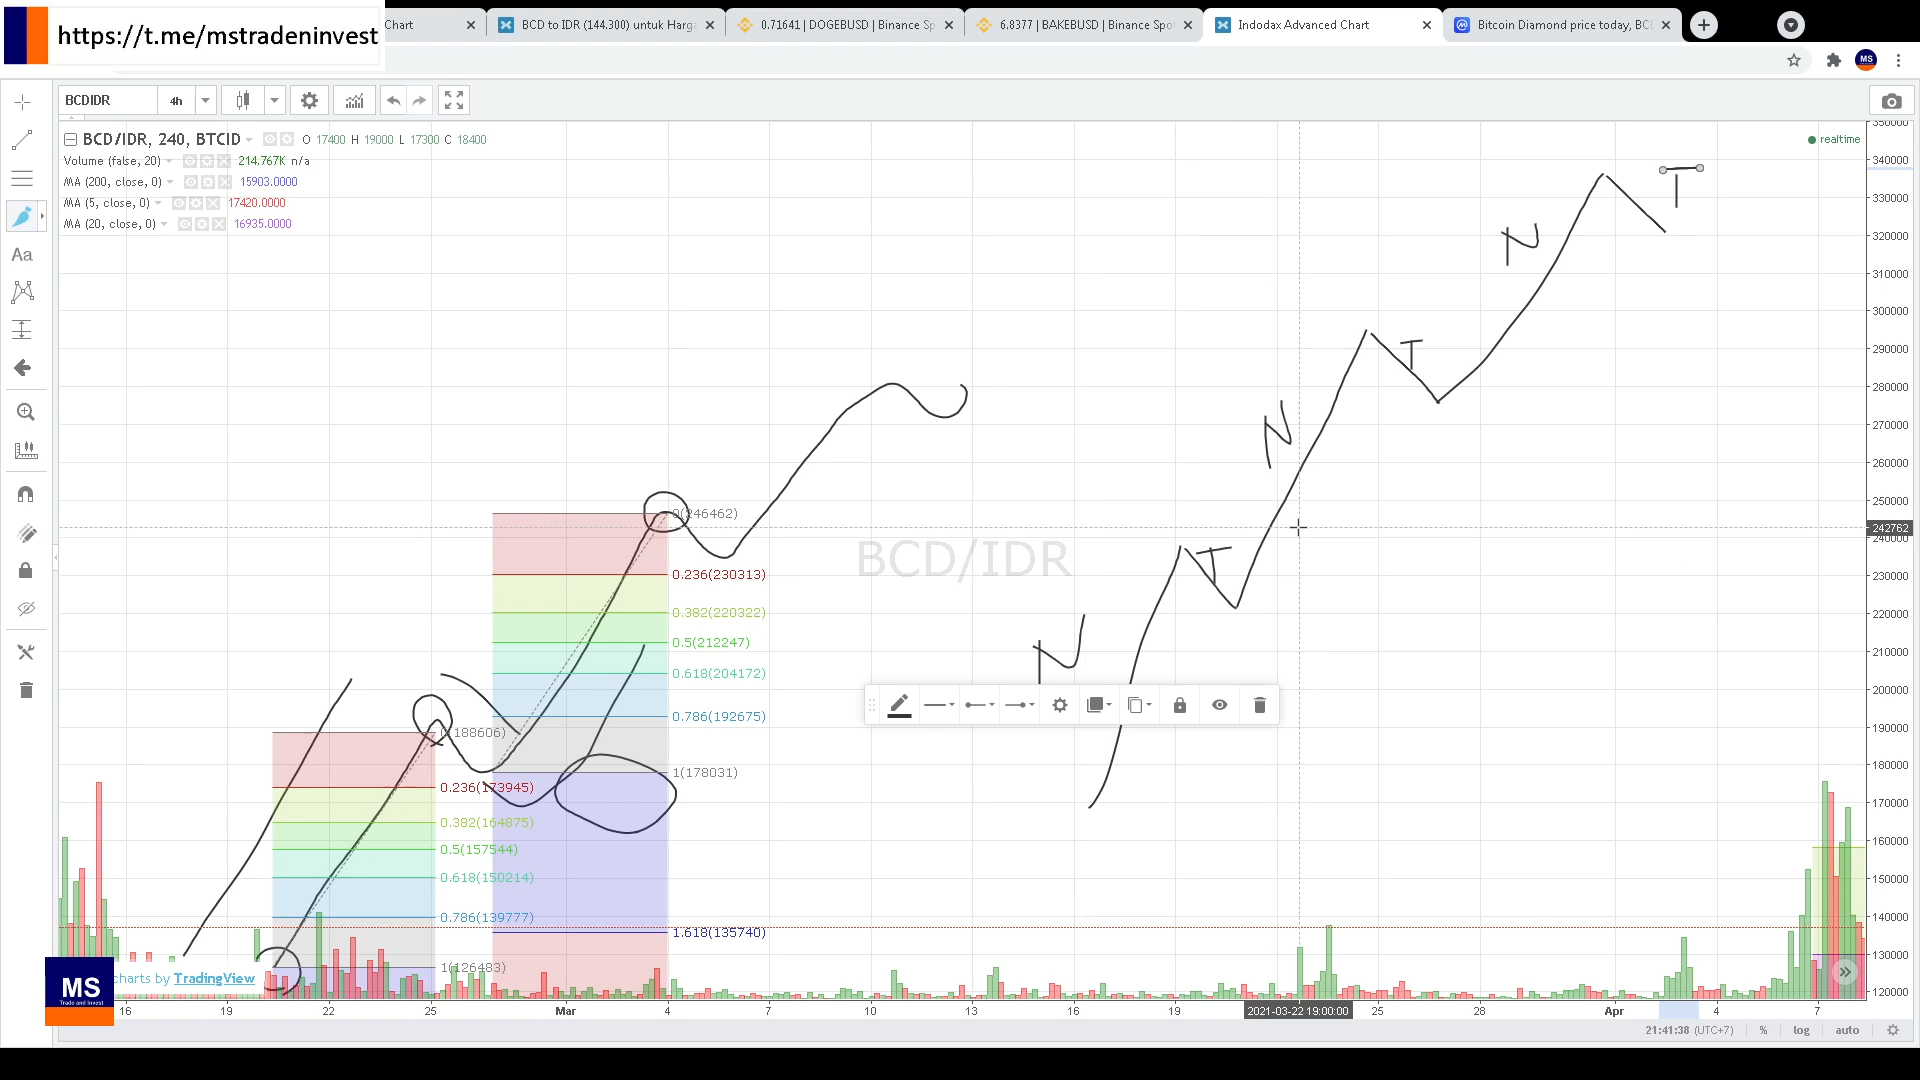 https://t.me/mstradeninvest
Chart
BCD to IDR (144,300) untuk Harga
0.71641 | DOGEBUSD | Binance Sp
6.8377 | BAKEBUSD | Binance Spot
Indodax Advanced Chart
Bitcoin Diamond price today, BC
MS
BCDIDR 4h
BCD/IDR, 240, BTCID O 17400 H 19000 L 17300 C 18400
realtime
Volume (false, 20) 214.767K n/a
MA (200, close, 0) 15903.0000
MA (5, close, 0) 17420.0000
MA (20, close, 0) 16935.0000
Aa
350000
340000
330000
320000
310000
300000
290000
280000
270000
260000
250000
242762
240000
230000
220000
210000
200000
190000
180000
170000
160000
150000
140000
130000
120000
T
N
T
N
T
N
BCD/IDR
0(246462)
0.236(230313)
0.382(220322)
0.5(212247)
0.618(204172)
0.786(192675)
1(178031)
1.618(135740)
0(188606)
0.236(173945)
0.382(164875)
0.5(157544)
0.618(150214)
0.786(139777)
1(126483)
MS
Trade and Invest
charts by TradingView
16 19 22 25 Mar 4 7 10 13 16 19 2021-03-22 19:00:00 25 28 Apr 4 7
21:41:38 (UTC+7) % log auto